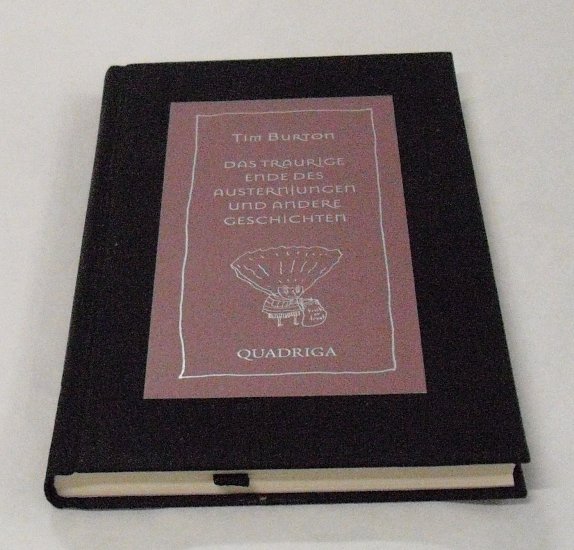 Tim Burton
DAS TRAURIGE
ENDE DES
AUSTERNJUNGEN
UND ANDERE
GESCHICHTEN
QUADRIGA